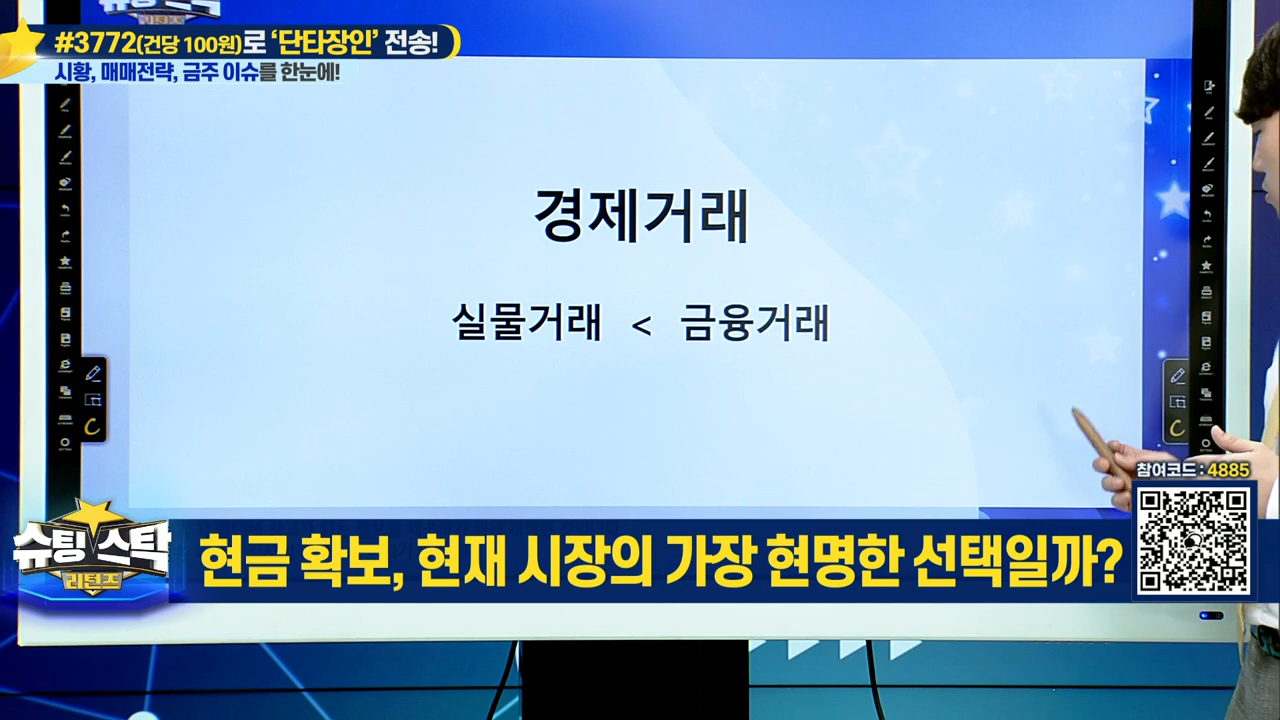 #3772(건당 100원)로 '단타장인' 전송!
시황, 매매전략, 금주 이슈를 한눈에!
경제거래
실물거래 < 금융거래
참여코드 : 4885
슈팅스탁
리턴즈
현금 확보, 현재 시장의 가장 현명한 선택일까?